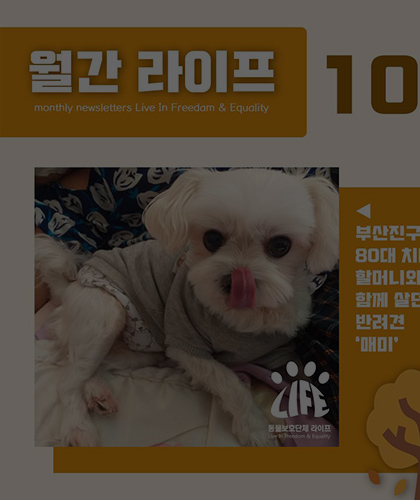 월간 라이프
10
monthly newsletters Live In Freedom & Equality
◀
부산진구
80대 치
할머니와
함께 살던
반려견
'매미'
LIFE
동물보호단체 라이프
Live In Freedom & Equality